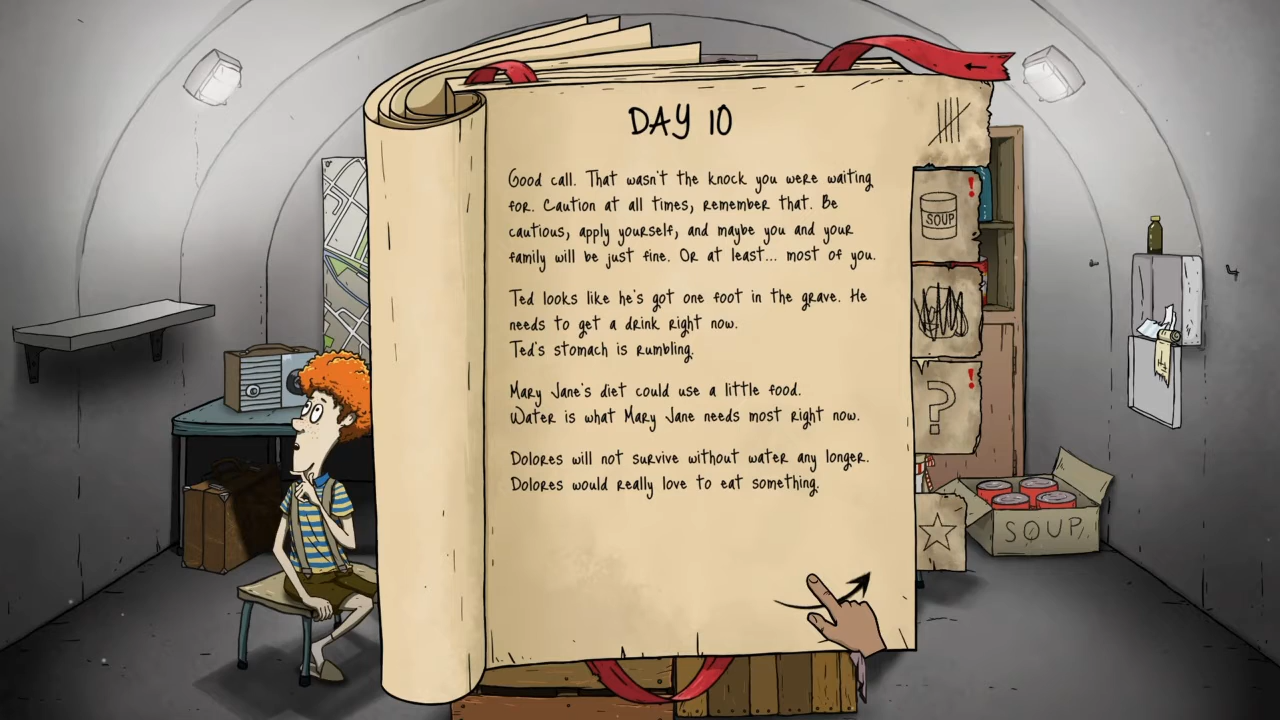 DAY 10
Good call. That wasn't the knock you were waiting
for. Caution at all times, remember that. Be
cautious, apply yourself, and maybe you and your
family will be just fine. Or at least... most of you.
Ted looks like he's got one foot in the grave. He
needs to get a drink right now.
Ted's stomach is rumbling.
Mary Jane's diet could use a little food.
Water is what Mary Jane needs most right now.
Dolores will not survive without water any longer.
Dolores would really love to eat something.
!
SOUP
!
?
SOUP